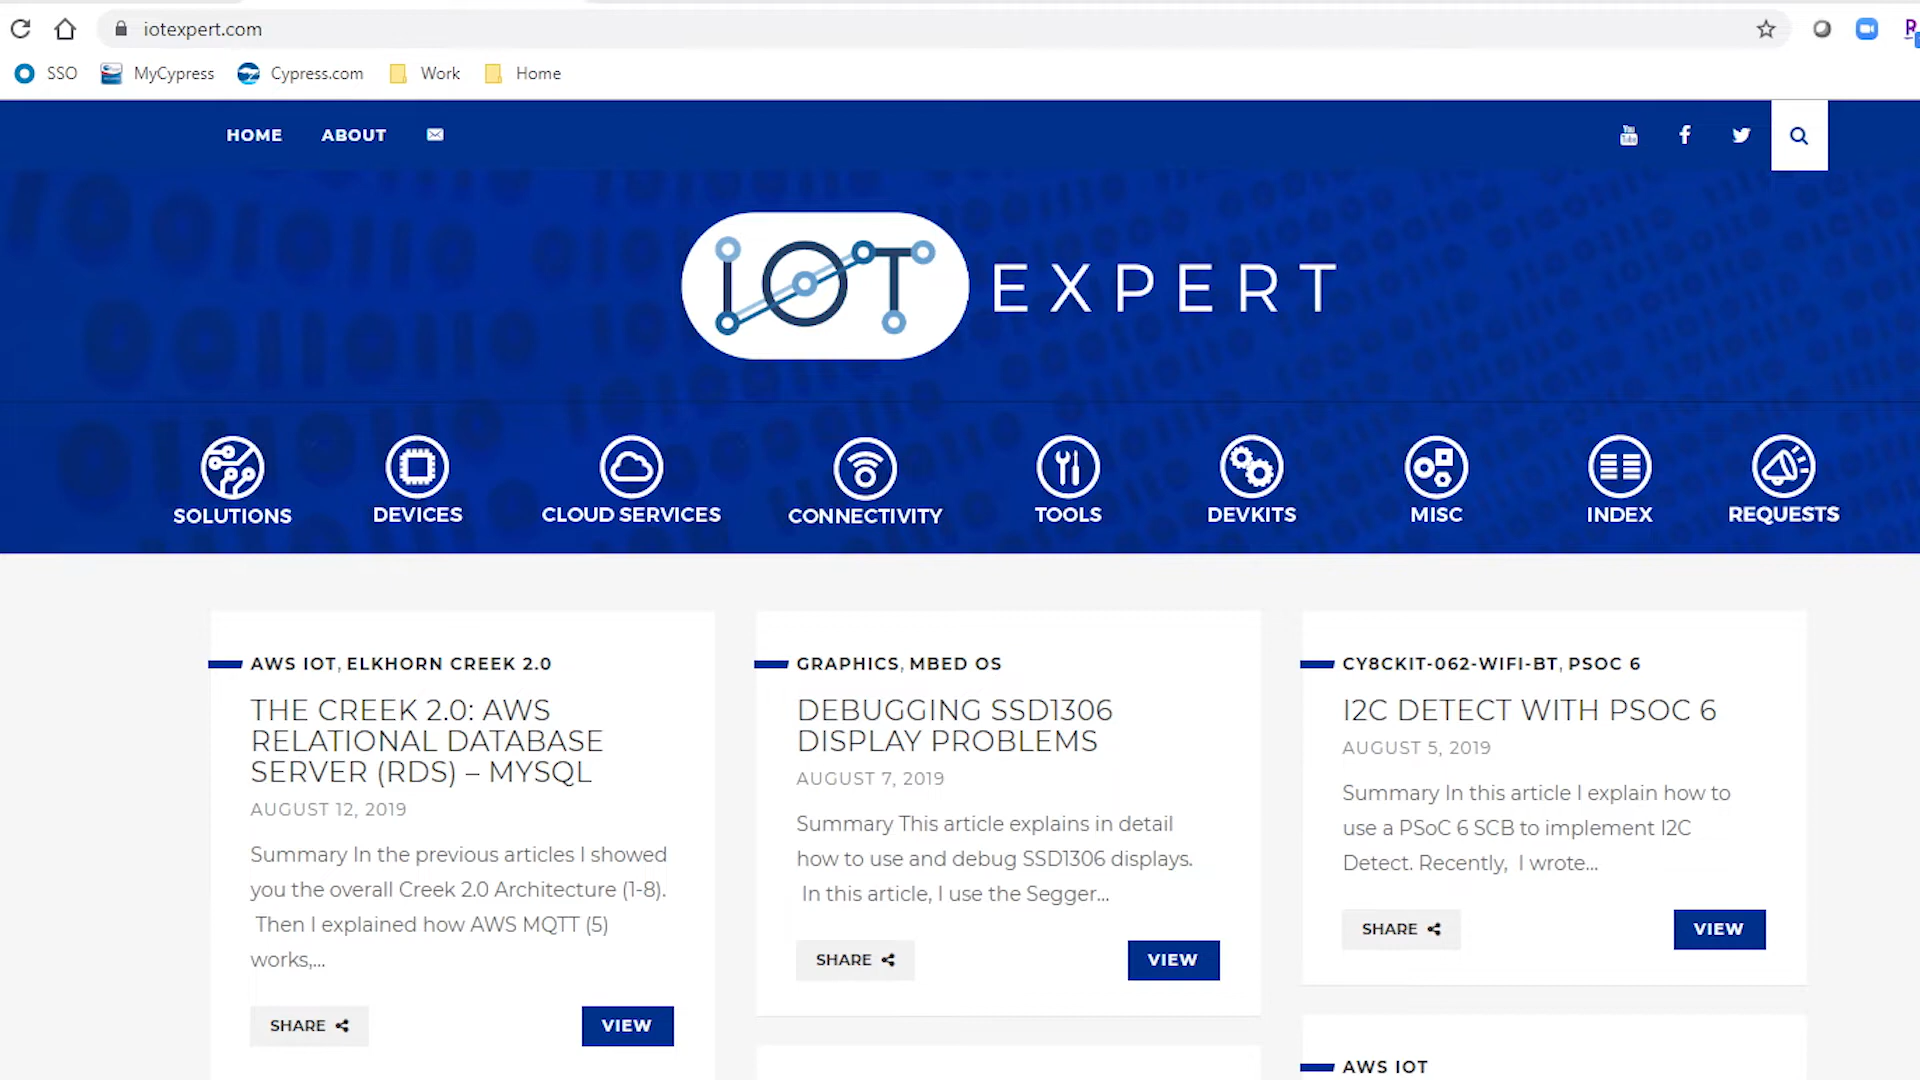 iotexpert.com
SSO MyCypress Cypress.com Work Home
HOME ABOUT
IOT EXPERT
SOLUTIONS DEVICES CLOUD SERVICES CONNECTIVITY TOOLS DEVKITS MISC INDEX REQUESTS
AWS IOT, ELKHORN CREEK 2.0
THE CREEK 2.0: AWS
RELATIONAL DATABASE
SERVER (RDS) – MYSQL
AUGUST 12, 2019
Summary In the previous articles I showed
you the overall Creek 2.0 Architecture (1-8).
Then I explained how AWS MQTT (5)
works,...
SHARE VIEW
GRAPHICS, MBED OS
DEBUGGING SSD1306
DISPLAY PROBLEMS
AUGUST 7, 2019
Summary This article explains in detail
how to use and debug SSD1306 displays.
In this article, I use the Segger...
SHARE VIEW
CY8CKIT-062-WIFI-BT, PSOC 6
I2C DETECT WITH PSOC 6
AUGUST 5, 2019
Summary In this article I explain how to
use a PSoC 6 SCB to implement I2C
Detect. Recently, I wrote...
SHARE VIEW
AWS IOT